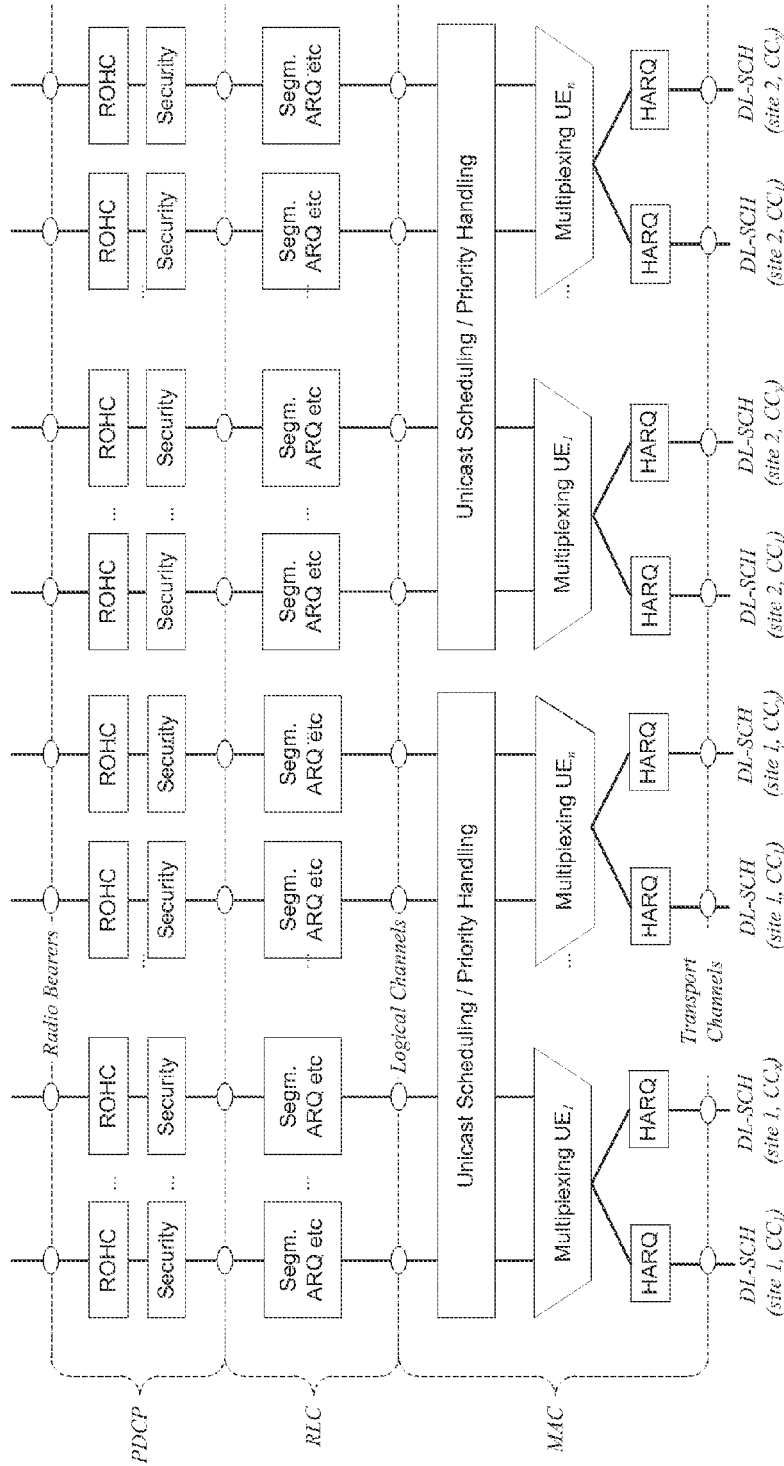 Radio Bearers
PDCP
ROHC ... ROHC ROHC ROHC ROHC ... ROHC ROHC ROHC
Security ... Security ... Security Security Security ... Security ... Security Security
RLC
Segm. ... Segm. ... Segm. Segm. Segm. ... Segm. ... Segm. Segm.
ARQ etc ARQ etc ARQ etc ARQ etc ARQ etc ARQ etc ARQ etc ARQ etc
Logical Channels
MAC
Unicast Scheduling / Priority Handling Unicast Scheduling / Priority Handling
Multiplexing UE1 ... Multiplexing UEn Multiplexing UE1 ... Multiplexing UEn
HARQ HARQ HARQ HARQ HARQ HARQ HARQ HARQ
Transport
Channels
DL-SCH DL-SCH DL-SCH DL-SCH DL-SCH DL-SCH DL-SCH DL-SCH
(site 1, CC1) (site 1, CCx) (site 1, CC1) (site 1, CCy) (site 2, CC1) (site 2, CCx) (site 2, CC1) (site 2, CCy)